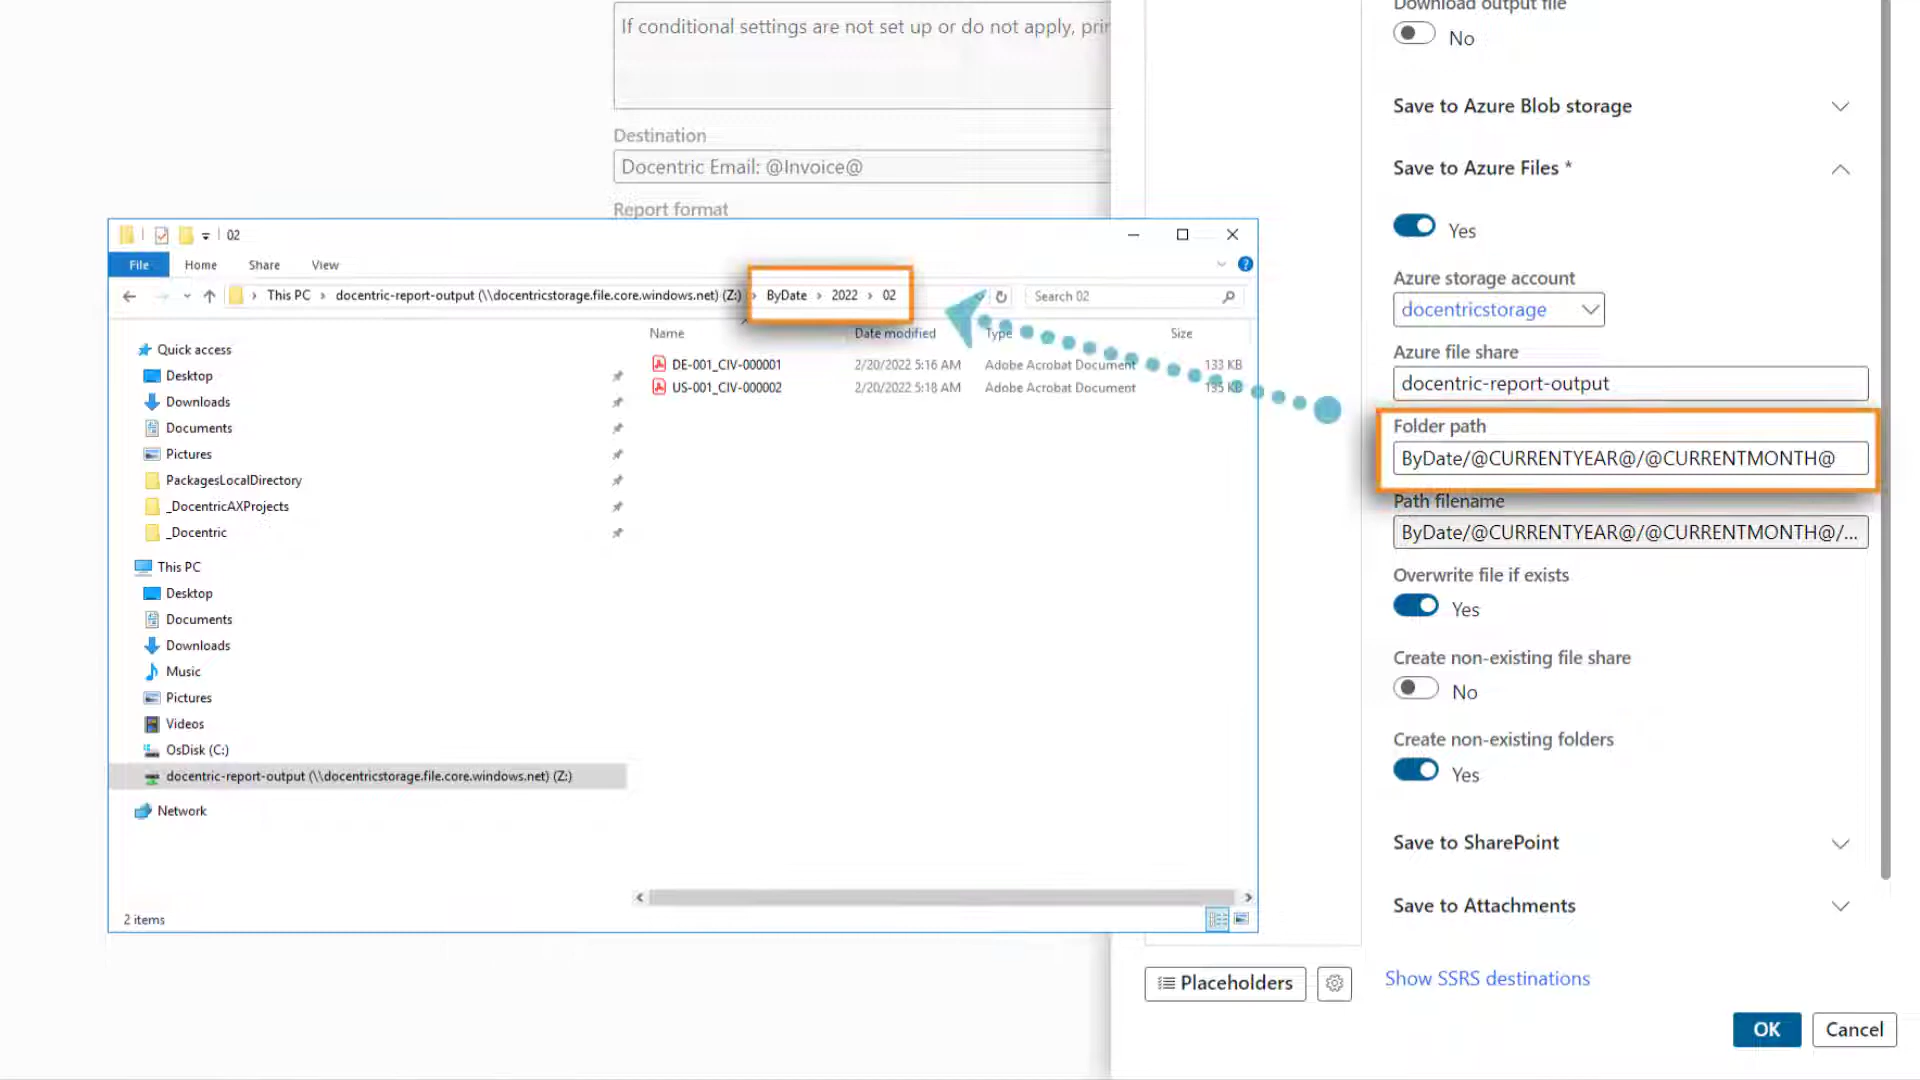 If conditional settings are not set up or do not apply, prin
Destination
Docentric Email: @Invoice@
Report format
02
File Home Share View
This PC docentric-report-output (\\docentricstorage.file.core.windows.net) (Z:) ByDate 2022 02
Search 02
Name Date modified Type Size
DE-001_CIV-000001 2/20/2022 5:16 AM Adobe Acrobat Document 133 KB
US-001_CIV-000002 2/20/2022 5:18 AM Adobe Acrobat Document 135 KB
Quick access
Desktop
Downloads
Documents
Pictures
PackagesLocalDirectory
_DocentricAXProjects
_Docentric
This PC
Desktop
Documents
Downloads
Music
Pictures
Videos
OsDisk (C:)
docentric-report-output (\\docentricstorage.file.core.windows.net) (Z:)
Network
2 items
Download output file
No
Save to Azure Blob storage
Save to Azure Files *
Yes
Azure storage account
docentricstorage
Azure file share
docentric-report-output
Folder path
ByDate/@CURRENTYEAR@/@CURRENTMONTH@
Path filename
ByDate/@CURRENTYEAR@/@CURRENTMONTH@/...
Overwrite file if exists
Yes
Create non-existing file share
No
Create non-existing folders
Yes
Save to SharePoint
Save to Attachments
Placeholders
Show SSRS destinations
OK Cancel